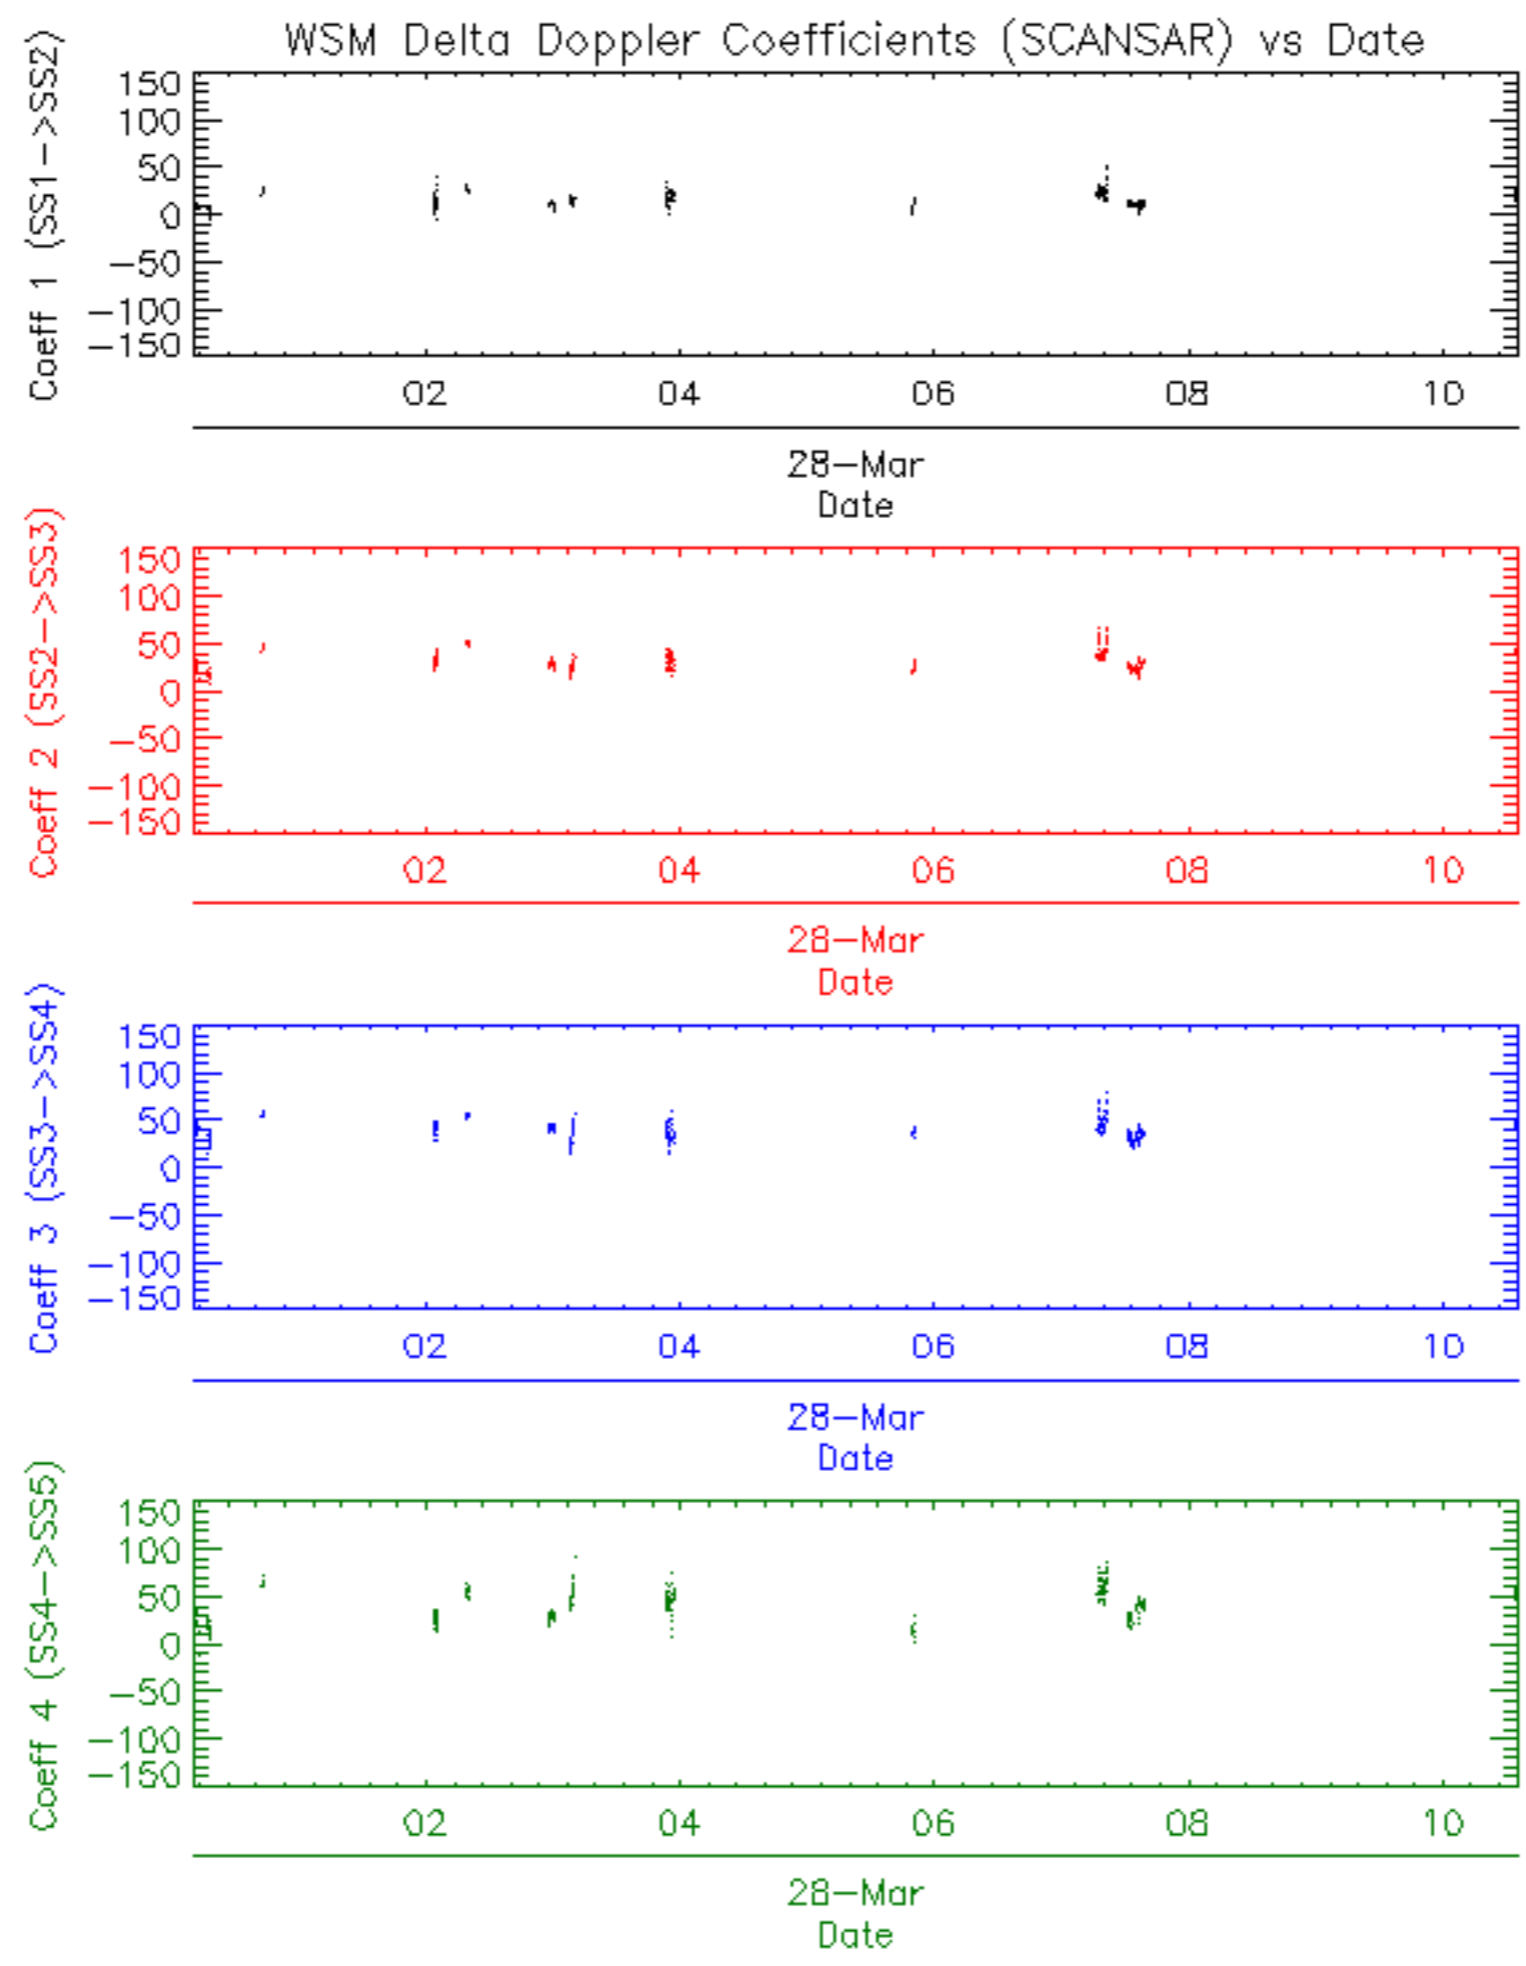 WSM Delta Doppler Coefficients (SCANSAR) vs Date
Coeff 1 (SS1->SS2)
150
100
50
0
-50
-100
-150
02 04 06 08 10
28-Mar
Date
Coeff 2 (SS2->SS3)
150
100
50
0
-50
-100
-150
02 04 06 08 10
28-Mar
Date
Coeff 3 (SS3->SS4)
150
100
50
0
-50
-100
-150
02 04 06 08 10
28-Mar
Date
Coeff 4 (SS4->SS5)
150
100
50
0
-50
-100
-150
02 04 06 08 10
28-Mar
Date